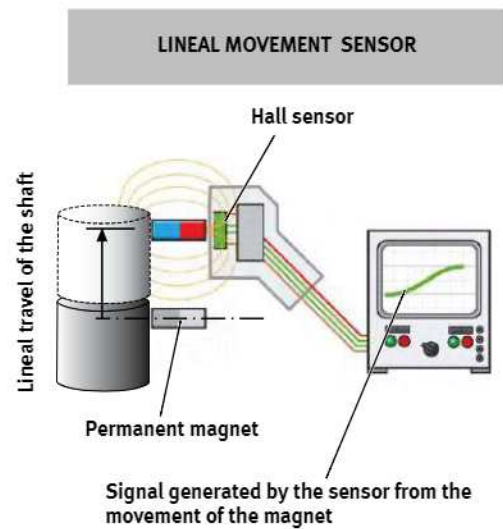 LINEAL MOVEMENT SENSOR
Hall sensor
Lineal travel of the shaft
Permanent magnet
Signal generated by the sensor from the
movement of the magnet